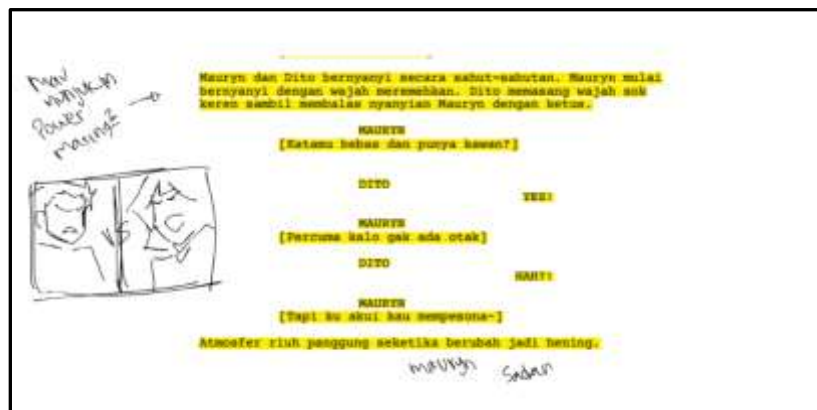 Mau
nunjukin
Power
masing2
Mauryn dan Dito bernyanyi secara sahut-sahutan. Mauryn mulai
bernyanyi dengan wajah meremehkan. Dito memasang wajah sok
keren sambil membalas nyanyian Mauryn dengan ketus.
MAURYN
[Katamu bebas dan punya kawan?]
DITO
YES!
VS
MAURYN
[Percuma kalo gak ada otak]
DITO
HAH?!
MAURYN
[Tapi ku akui kau mempesona~]
Atmosfer riuh panggung seketika berubah jadi hening.
mauryn sadar